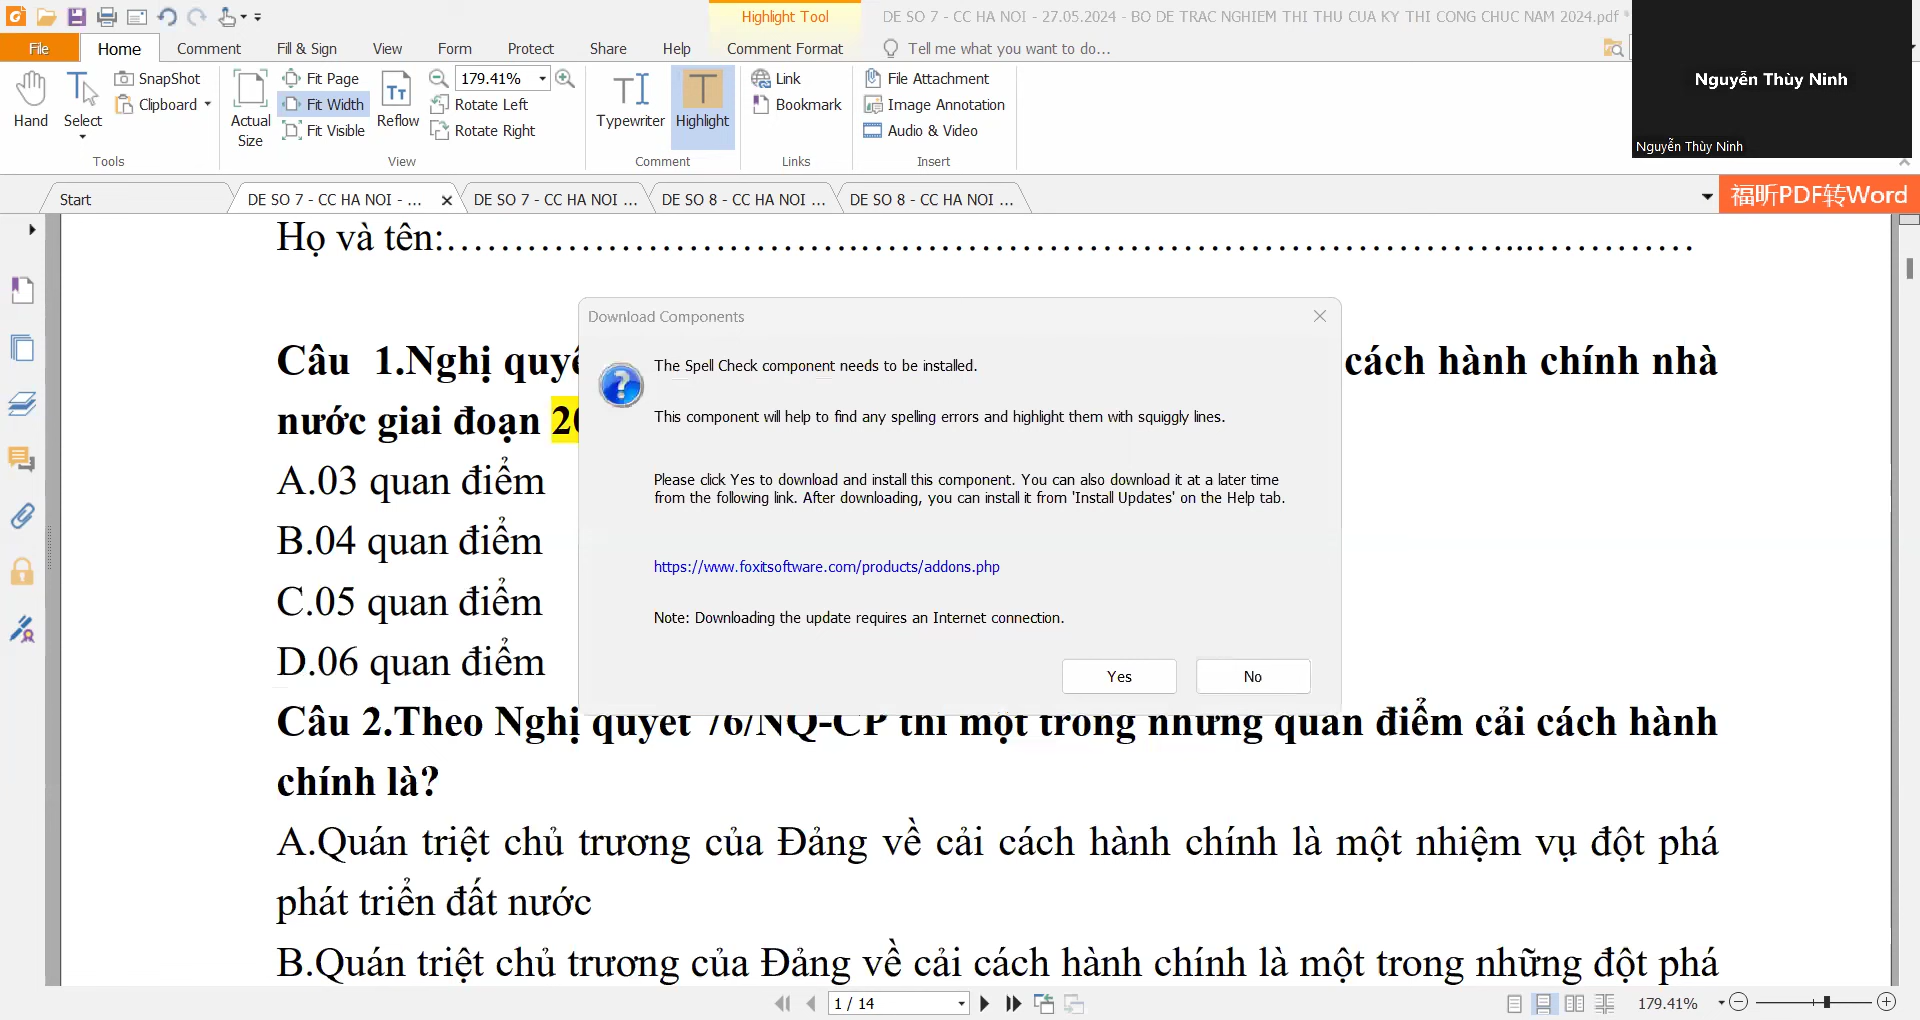 Highlight Tool
DE SO 7 - CC HA NOI - 27.05.2024 - BO DE TRAC NGHIEM THI THU CUA KY THI CONG CHUC NAM 2024.pdf *
File Home Comment Fill & Sign View Form Protect Share Help Comment Format Tell me what you want to do...
Nguyễn Thùy Ninh
Nguyễn Thùy Ninh
Hand
Select
SnapShot
Clipboard
Tools
Actual
Size
Fit Page
Fit Width
Fit Visible
Reflow
179.41%
Rotate Left
Rotate Right
View
Typewriter
Highlight
Comment
Link
Bookmark
Links
File Attachment
Image Annotation
Audio & Video
Insert
Start
DE SO 7 - CC HA NOI - ...
DE SO 7 - CC HA NOI ...
DE SO 8 - CC HA NOI ...
DE SO 8 - CC HA NOI ...
福昕PDF转Word
Họ và tên:……………………………………………………………………...…………
Câu 1.Nghị quyế cách hành chính nhà
nước giai đoạn 20
A.03 quan điểm
B.04 quan điểm
C.05 quan điểm
D.06 quan điểm
Download Components
The Spell Check component needs to be installed.
This component will help to find any spelling errors and highlight them with squiggly lines.
Please click Yes to download and install this component. You can also download it at a later time
from the following link. After downloading, you can install it from 'Install Updates' on the Help tab.
https://www.foxitsoftware.com/products/addons.php
Note: Downloading the update requires an Internet connection.
Yes
No
Câu 2.Theo Nghị quyết 76/NQ-CP thì một trong những quan điểm cải cách hành
chính là?
A.Quán triệt chủ trương của Đảng về cải cách hành chính là một nhiệm vụ đột phá
phát triển đất nước
B.Quán triệt chủ trương của Đảng về cải cách hành chính là một trong những đột phá
1 / 14
179.41%